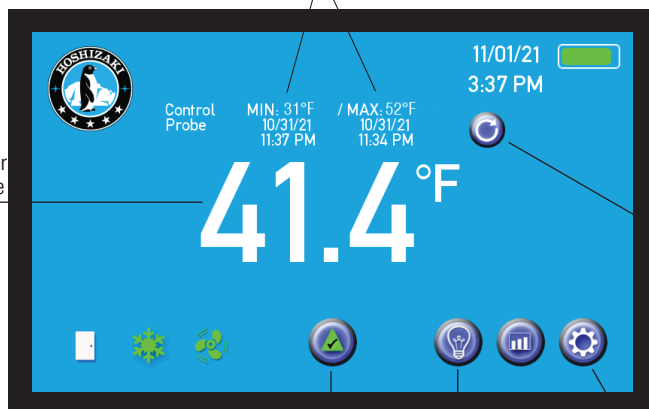 HOSHIZAKI
11/01/21
3:37 PM
Control
Probe
MIN: 31°F
10/31/21
11:37 PM
/ MAX: 52°F
10/31/21
11:34 PM
r
e
41.4°F